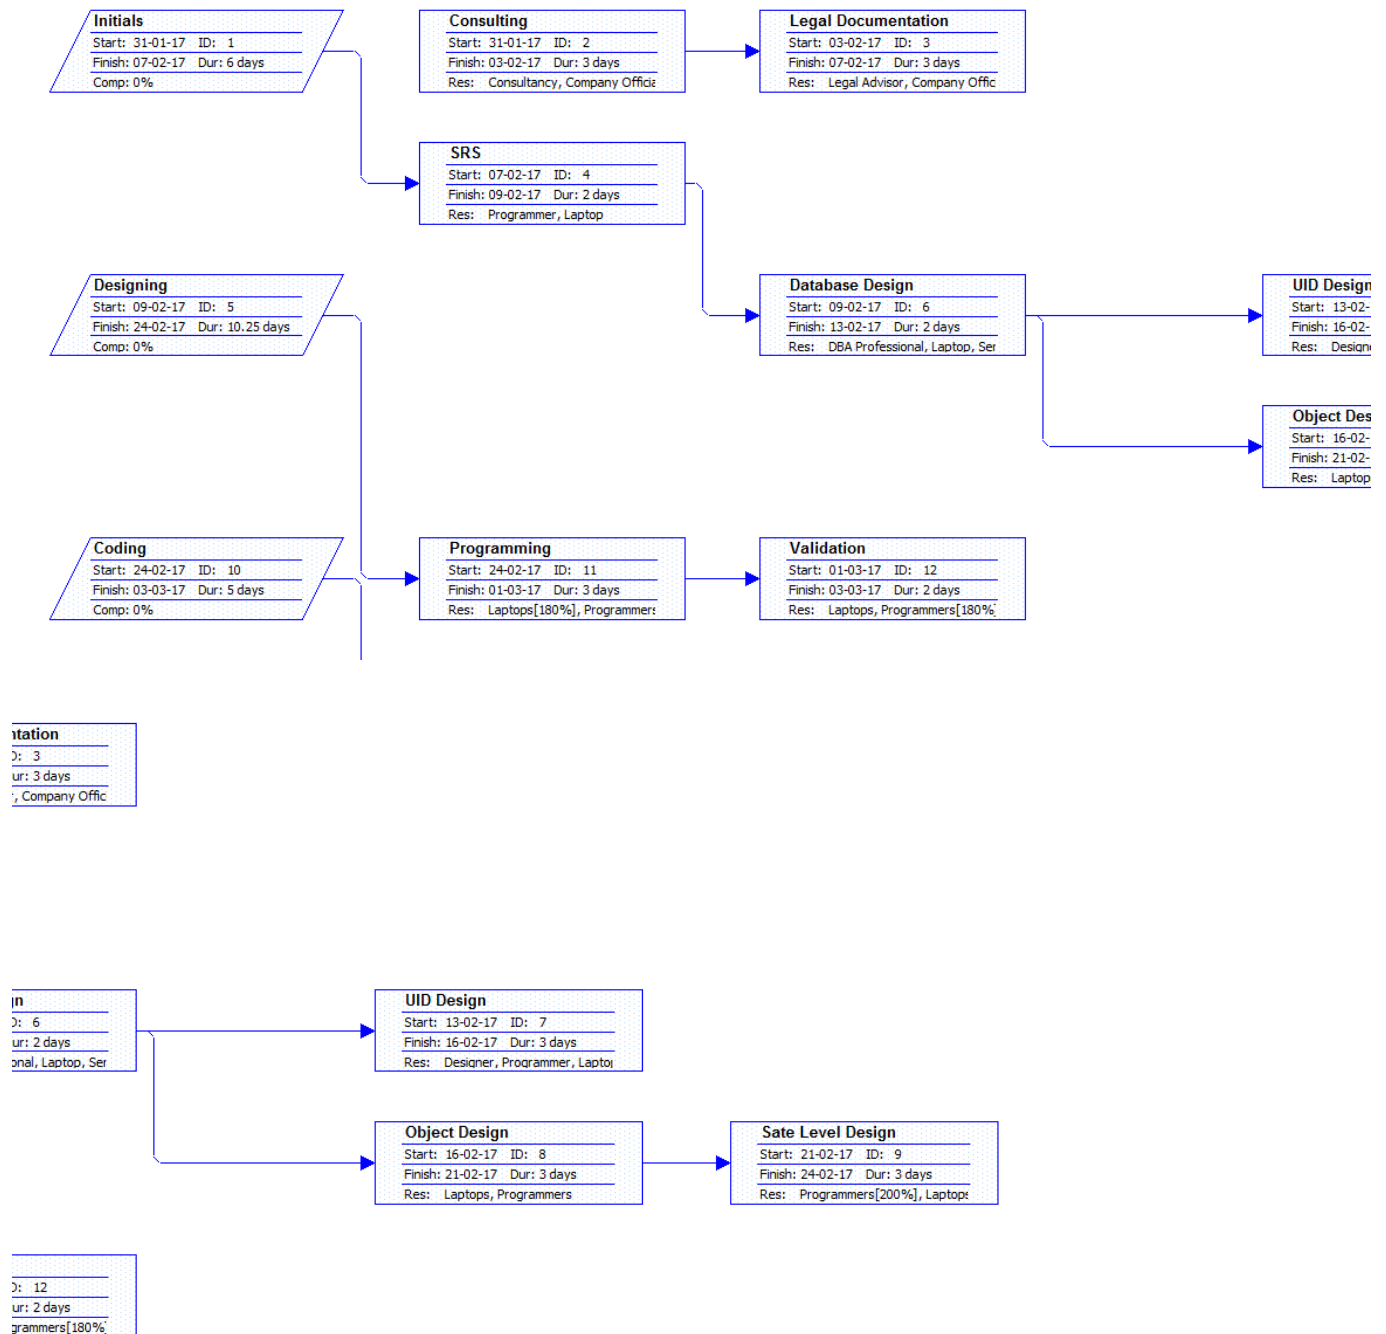 Initials
Start: 31-01-17 ID: 1
Finish: 07-02-17 Dur: 6 days
Comp: 0%
Consulting
Start: 31-01-17 ID: 2
Finish: 03-02-17 Dur: 3 days
Res: Consultancy, Company Officia
Legal Documentation
Start: 03-02-17 ID: 3
Finish: 07-02-17 Dur: 3 days
Res: Legal Advisor, Company Offic
SRS
Start: 07-02-17 ID: 4
Finish: 09-02-17 Dur: 2 days
Res: Programmer, Laptop
Designing
Start: 09-02-17 ID: 5
Finish: 24-02-17 Dur: 10.25 days
Comp: 0%
Database Design
Start: 09-02-17 ID: 6
Finish: 13-02-17 Dur: 2 days
Res: DBA Professional, Laptop, Ser
UID Design
Start: 13-02-
Finish: 16-02-
Res: Designe
Object Des
Start: 16-02-
Finish: 21-02-
Res: Laptop
Coding
Start: 24-02-17 ID: 10
Finish: 03-03-17 Dur: 5 days
Comp: 0%
Programming
Start: 24-02-17 ID: 11
Finish: 01-03-17 Dur: 3 days
Res: Laptops[180%], Programmers
Validation
Start: 01-03-17 ID: 12
Finish: 03-03-17 Dur: 2 days
Res: Laptops, Programmers[180%]
ntation
D: 3
ur: 3 days
, Company Offic
gn
D: 6
ur: 2 days
onal, Laptop, Ser
UID Design
Start: 13-02-17 ID: 7
Finish: 16-02-17 Dur: 3 days
Res: Designer, Programmer, Laptop
Object Design
Start: 16-02-17 ID: 8
Finish: 21-02-17 Dur: 3 days
Res: Laptops, Programmers
Sate Level Design
Start: 21-02-17 ID: 9
Finish: 24-02-17 Dur: 3 days
Res: Programmers[200%], Laptops
D: 12
ur: 2 days
grammers[180%]